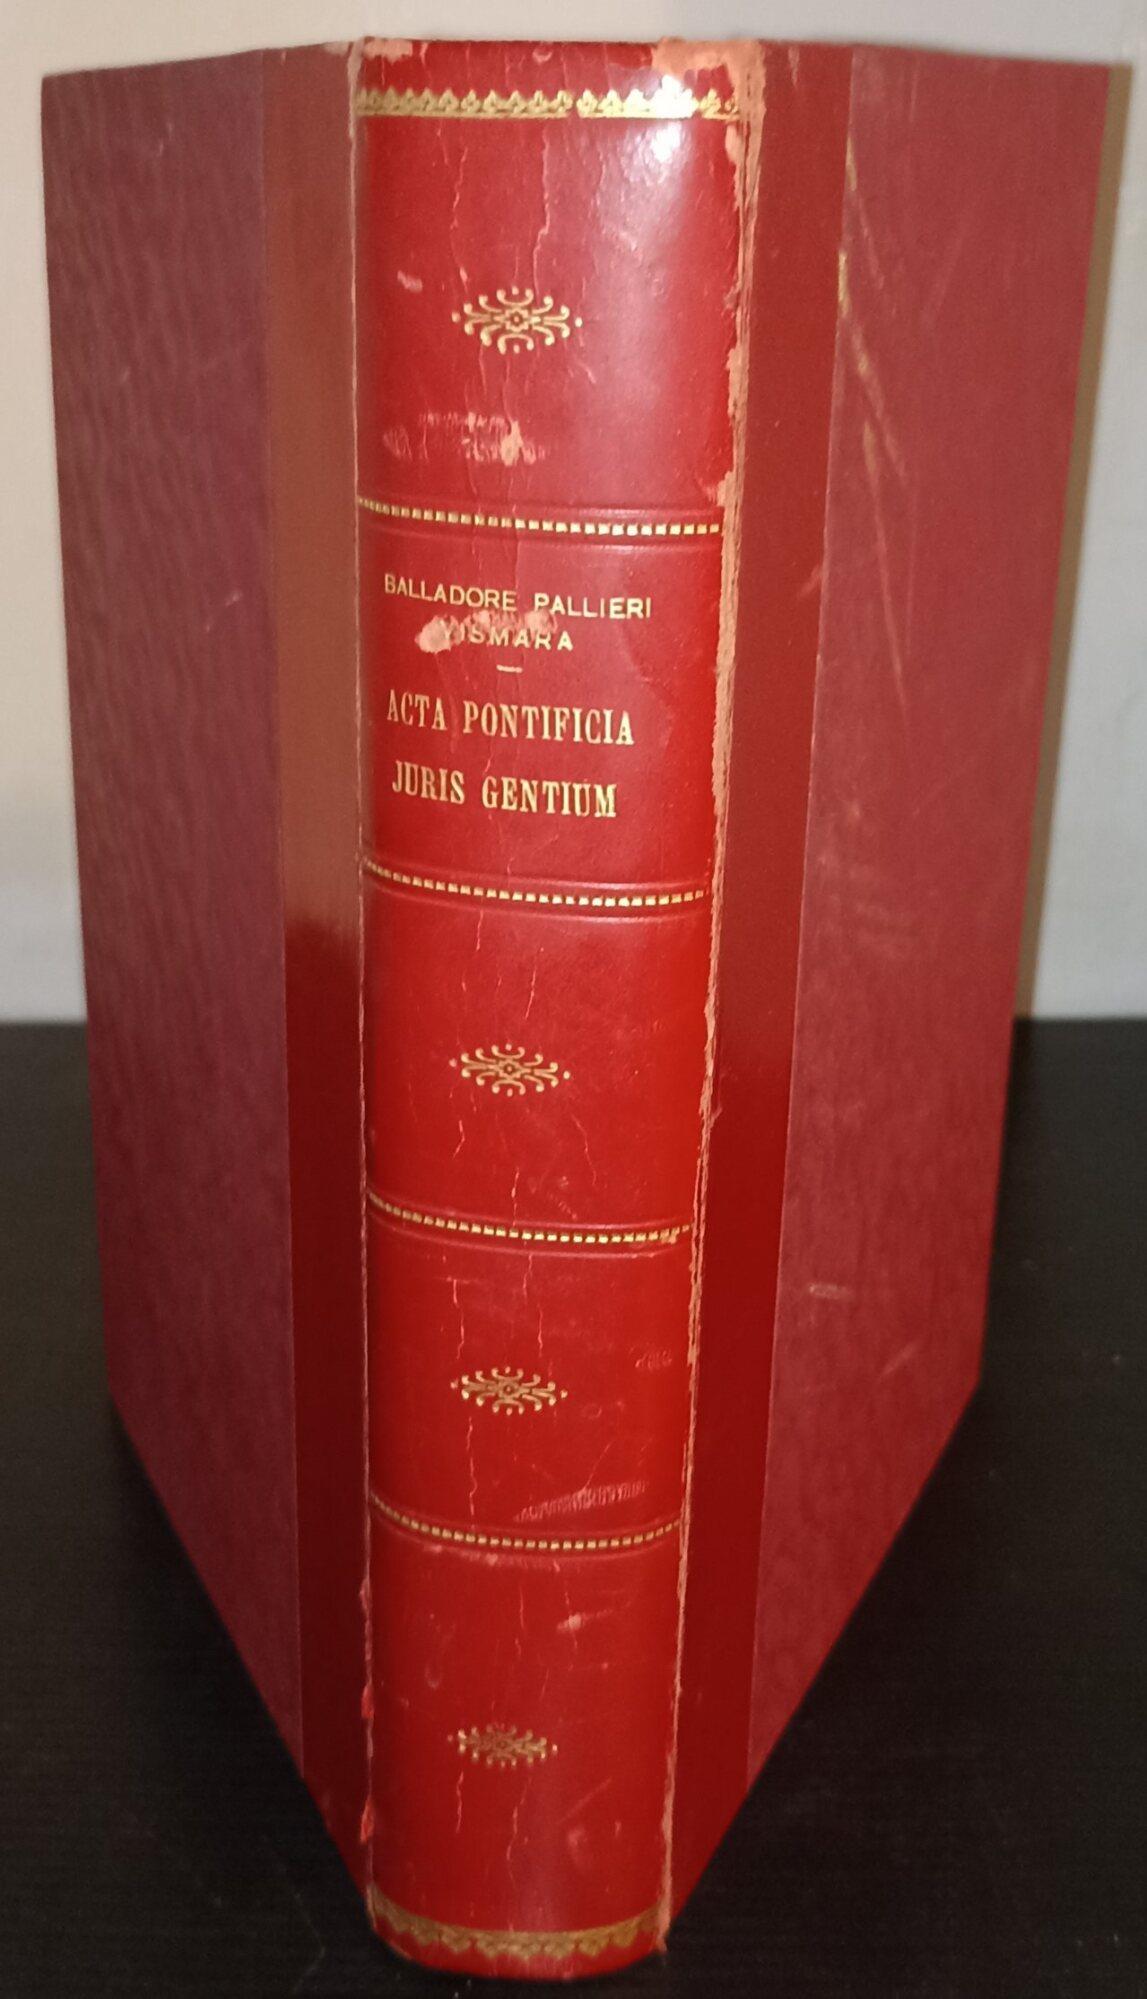 BALLADORE PALLIERI
VISMARA
ACTA PONTIFICIA
JURIS GENTIUM